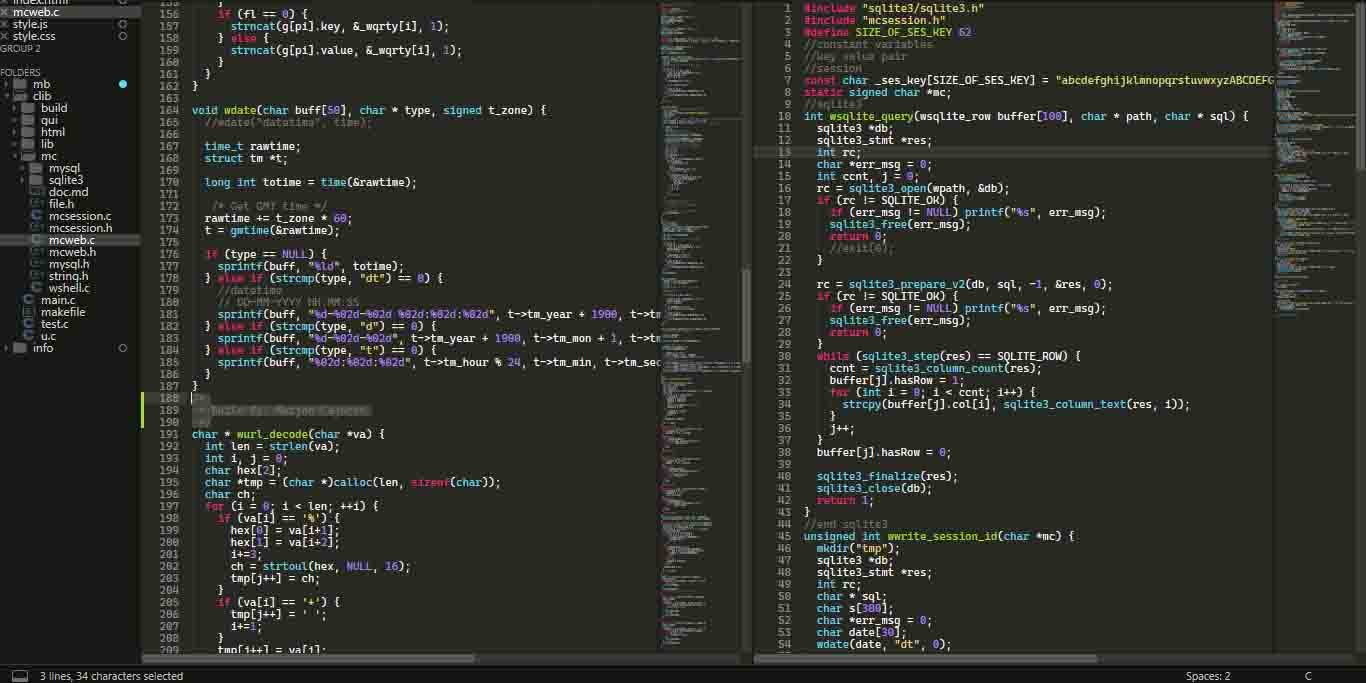 index.html
mcweb.c
style.js
style.css
GROUP 2
FOLDERS
mb
clib
build
qui
html
lib
mc
mysql
sqlite3
doc.md
file.h
mcsession.c
mcsession.h
mcweb.c
mcweb.h
mysql.h
string.h
wshell.c
main.c
makefile
test.c
u.c
info
155 }
156 if (fl == 0) {
157 strncat(g[pi].key, &_wqrty[i], 1);
158 } else {
159 strncat(g[pi].value, &_wqrty[i], 1);
160 }
161 }
162 }
163
164 void wdate(char buff[50], char * type, signed t_zone) {
165 //wdate("datetime", time);
166
167 time_t rawtime;
168 struct tm *t;
169
170 long int totime = time(&rawtime);
171
172 /* Get GMT time */
173 rawtime += t_zone * 60;
174 t = gmtime(&rawtime);
175
176 if (type == NULL) {
177 sprintf(buff, "%ld", totime);
178 } else if (strcmp(type, "dt") == 0) {
179 //datetime
180 // DD-MM-YYYY HH:MM:SS
181 sprintf(buff, "%d-%02d-%02d %02d:%02d:%02d", t->tm_year + 1900, t->tm
182 } else if (strcmp(type, "d") == 0) {
183 sprintf(buff, "%d-%02d-%02d", t->tm_year + 1900, t->tm_mon + 1, t->tm
184 } else if (strcmp(type, "t") == 0) {
185 sprintf(buff, "%02d:%02d:%02d", t->tm_hour % 24, t->tm_min, t->tm_sec
186 }
187 }
188
189
190
191 char * wurl_decode(char *va) {
192 int len = strlen(va);
193 int i, j = 0;
194 char hex[2];
195 char *tmp = (char *)calloc(len, sizeof(char));
196 char ch;
197 for (i = 0; i < len; ++i) {
198 if (va[i] == '%') {
199 hex[0] = va[i+1];
200 hex[1] = va[i+2];
201 i+=3;
202 ch = strtoul(hex, NULL, 16);
203 tmp[j++] = ch;
204 }
205 if (va[i] == '+') {
206 tmp[j++] = ' ';
207 i+=1;
208 }
209 tmp[j++] = va[i];
1 #include "sqlite3/sqlite3.h"
2 #include "mcsession.h"
3 #define SIZE_OF_SES_KEY 62
4 //constant variables
5 //key value pair
6 //session
7 const char _ses_key[SIZE_OF_SES_KEY] = "abcdefghijklmnopqrstuvwxyzABCDEFG
8 static signed char *mc;
9 //sqlite3
10 int wsqlite_query(wsqlite_row buffer[100], char * path, char * sql) {
11 sqlite3 *db;
12 sqlite3_stmt *res;
13 int rc;
14 char *err_msg = 0;
15 int ccnt, j = 0;
16 rc = sqlite3_open(wpath, &db);
17 if (rc != SQLITE_OK) {
18 if (err_msg != NULL) printf("%s", err_msg);
19 sqlite3_free(err_msg);
20 return 0;
21 //exit(0);
22 }
23
24 rc = sqlite3_prepare_v2(db, sql, -1, &res, 0);
25 if (rc != SQLITE_OK) {
26 if (err_msg != NULL) printf("%s", err_msg);
27 sqlite3_free(err_msg);
28 return 0;
29 }
30 whils (sqlite3_step(res) == SQLITE_ROW) {
31 ccnt = sqlite3_column_count(res);
32 buffer[j].hasRow = 1;
33 for (int i = 0; i < ccnt; i++) {
34 strcpy(buffer[j].col[i], sqlite3_column_text(res, i));
35 }
36 j++;
37 }
38 buffer[j].hasRow = 0;
39
40 sqlite3_finalize(res);
41 sqlite3_close(db);
42 return 1;
43 }
44 //end sqlite3
45 unsigned int wwrite_session_id(char *mc) {
46 mkdir("tmp");
47 sqlite3 *db;
48 sqlite3_stmt *res;
49 int rc;
50 char * sql;
51 char s[380];
52 char *err_msg = 0;
53 char date[30];
54 wdate(date, "dt", 0);
3 lines, 34 characters selected
Spaces: 2
C